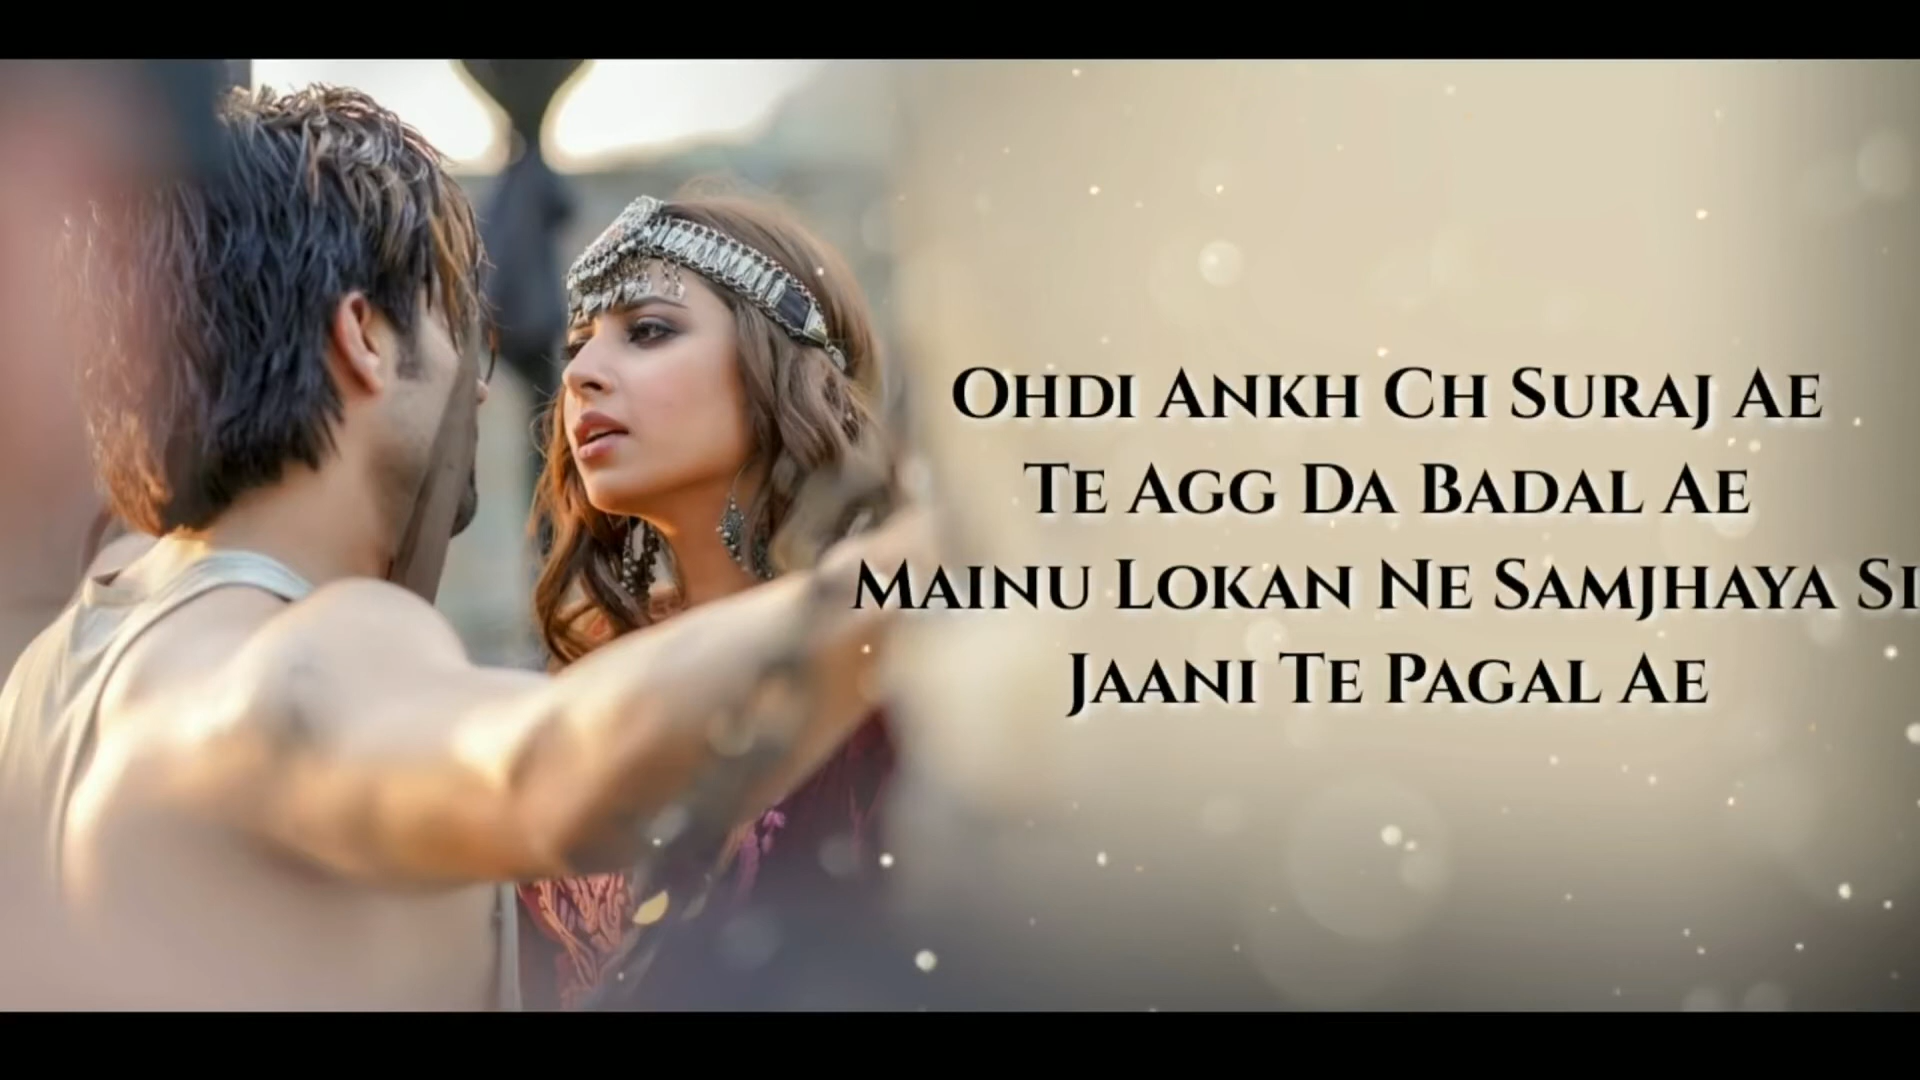 Ohdi Ankh Ch Suraj Ae
Te Agg Da Badal Ae
Mainu Lokan Ne Samjhaya Si
Jaani Te Pagal Ae